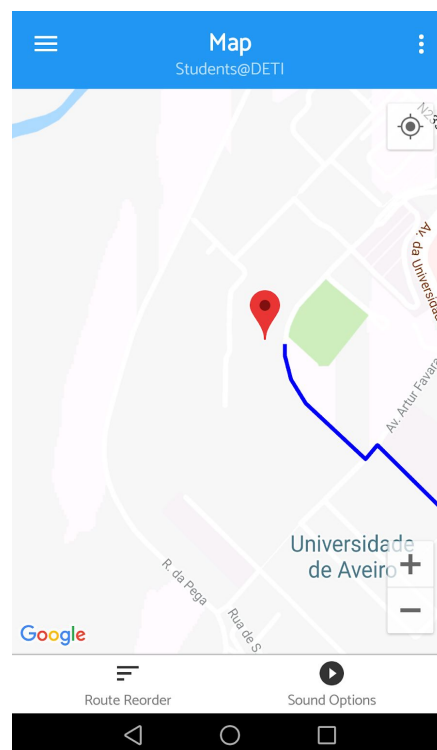 Map
Students@DETI
N235
Av. da Universidade
Av. Artur Favara
Universidade
de Aveiro
R. da Pega
Rua de S
Google
Route Reorder
Sound Options